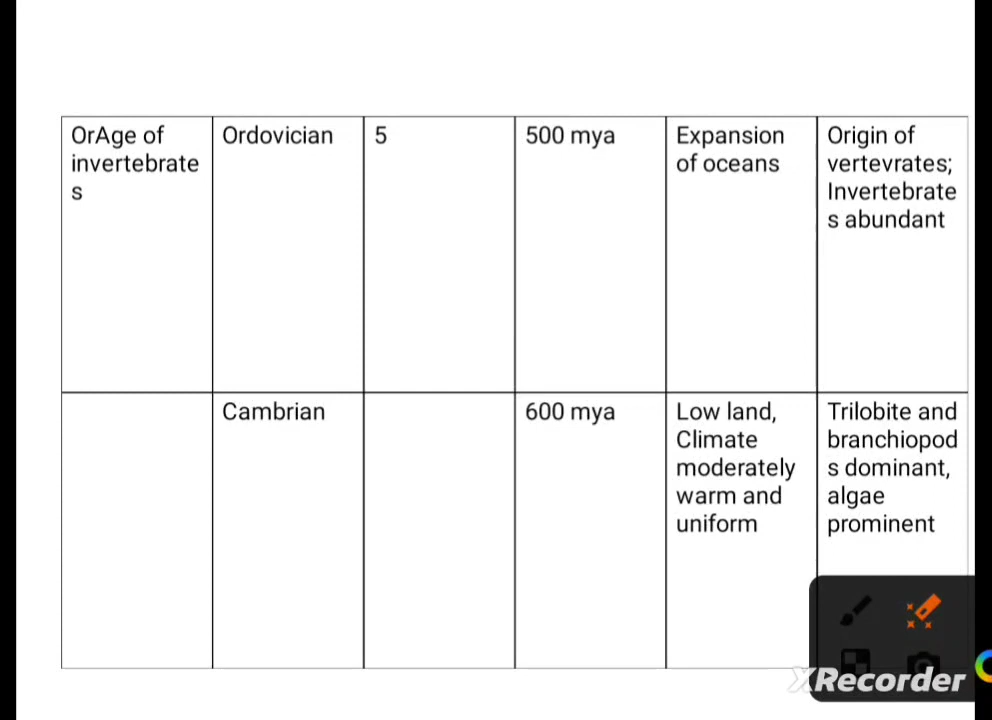 OrAge of
invertebrate
s
Ordovician
5
500 mya
Expansion
of oceans
Origin of
vertevrates;
Invertebrate
s abundant
Cambrian
600 mya
Low land,
Climate
moderately
warm and
uniform
Trilobite and
branchiopod
s dominant,
algae
prominent
XRecorder